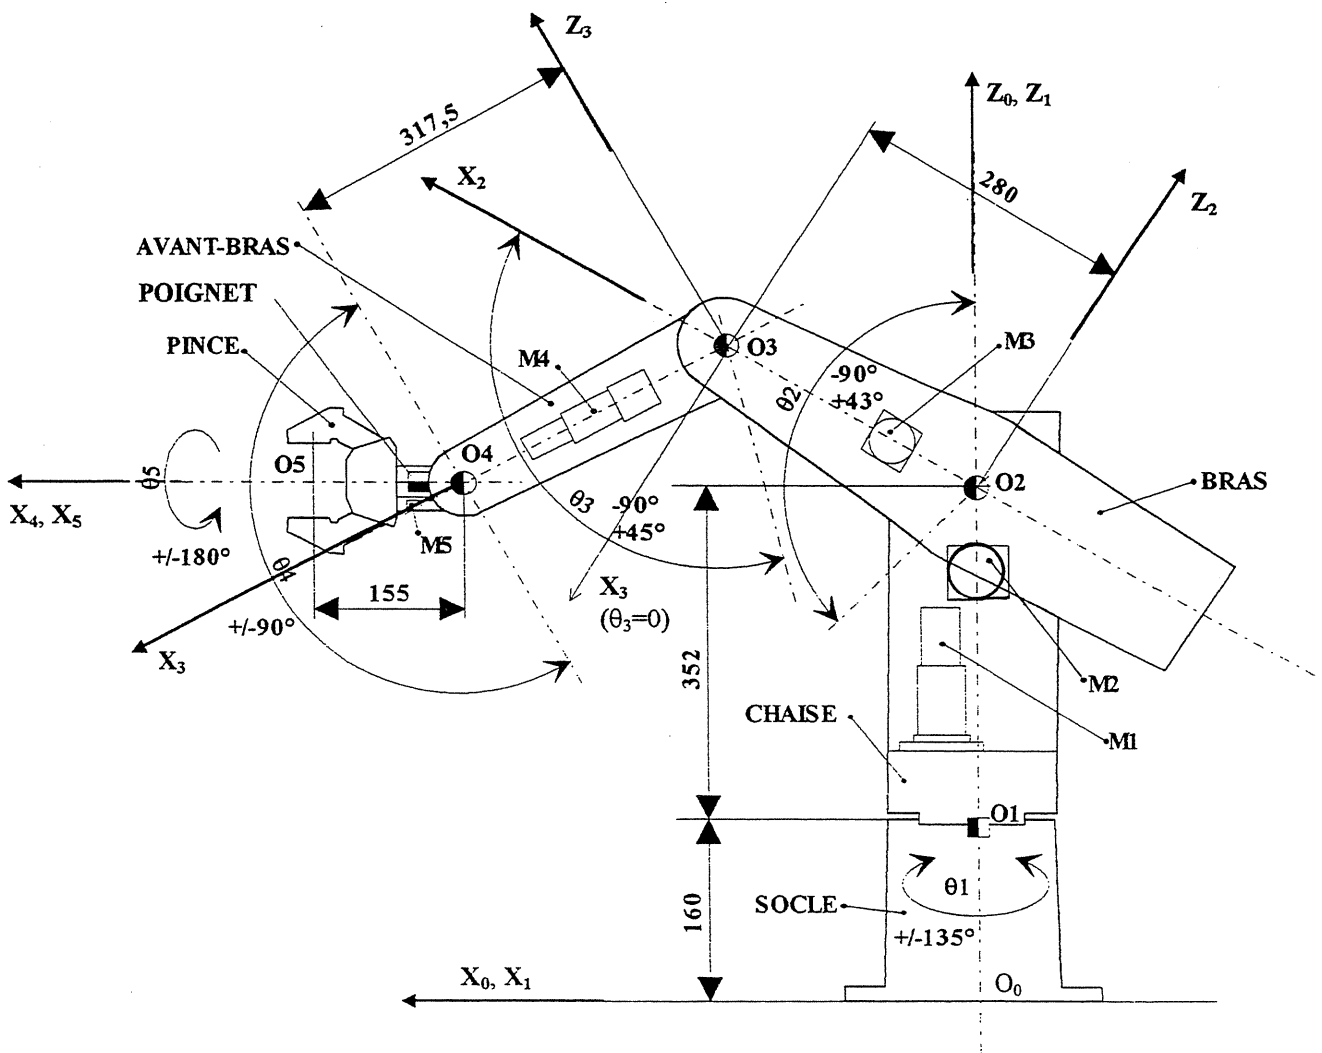 Z₃
Z₀, Z₁
317,5
X₂
280
Z₂
AVANT-BRAS
POIGNET
PINCE
M4
O3
M3
-90°
+43°
θ2
O5
O4
O2
BRAS
θ5
X₄, X₅
θ3
-90°
+45°
+/-180°
M5
θ4
155
X₃
(θ₃=0)
+/-90°
X₃
352
M2
CHAISE
M1
O1
θ1
160
SOCLE
+/-135°
X₀, X₁
O₀